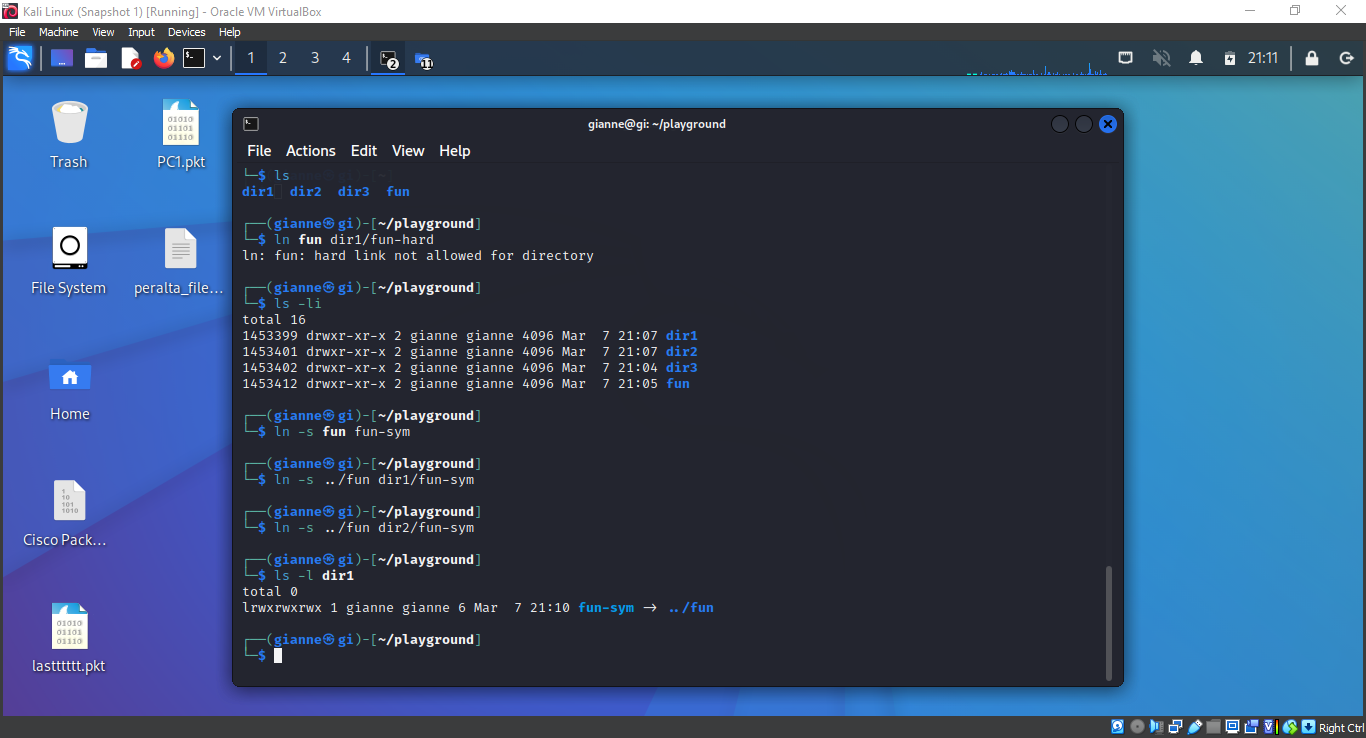 Kali Linux (Snapshot 1) [Running] - Oracle VM VirtualBox
File Machine View Input Devices Help
1 2 3 4 2 11 21:11
Trash
PC1.pkt
File System
peralta_file...
Home
Cisco Pack...
lastttttt.pkt
gianne@gi: ~/playground
File Actions Edit View Help
└─$ ls
dir1 dir2 dir3 fun
┌──(gianne㉿gi)-[~/playground]
└─$ ln fun dir1/fun-hard
ln: fun: hard link not allowed for directory
┌──(gianne㉿gi)-[~/playground]
└─$ ls -li
total 16
1453399 drwxr-xr-x 2 gianne gianne 4096 Mar 7 21:07 dir1
1453401 drwxr-xr-x 2 gianne gianne 4096 Mar 7 21:07 dir2
1453402 drwxr-xr-x 2 gianne gianne 4096 Mar 7 21:04 dir3
1453412 drwxr-xr-x 2 gianne gianne 4096 Mar 7 21:05 fun
┌──(gianne㉿gi)-[~/playground]
└─$ ln -s fun fun-sym
┌──(gianne㉿gi)-[~/playground]
└─$ ln -s ../fun dir1/fun-sym
┌──(gianne㉿gi)-[~/playground]
└─$ ln -s ../fun dir2/fun-sym
┌──(gianne㉿gi)-[~/playground]
└─$ ls -l dir1
total 0
lrwxrwxrwx 1 gianne gianne 6 Mar 7 21:10 fun-sym -> ../fun
┌──(gianne㉿gi)-[~/playground]
└─$
Right Ctrl